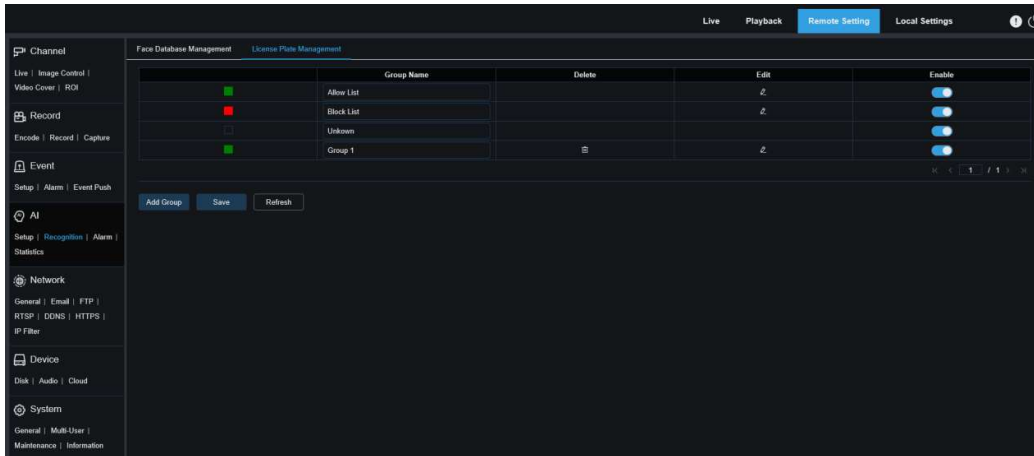 Live Playback Remote Setting Local Settings
Channel
Live | Image Control |
Video Cover | ROI
Record
Encode | Record | Capture
Event
Setup | Alarm | Event Push
AI
Setup | Recognition | Alarm |
Statistics
Network
General | Email | FTP |
RTSP | DDNS | HTTPS |
IP Filter
Device
Disk | Audio | Cloud
System
General | Multi-User |
Maintenance | Information
Face Database Management License Plate Management
Group Name Delete Edit Enable
Allow List
Block List
Unkown
Group 1
1 / 1
Add Group Save Refresh